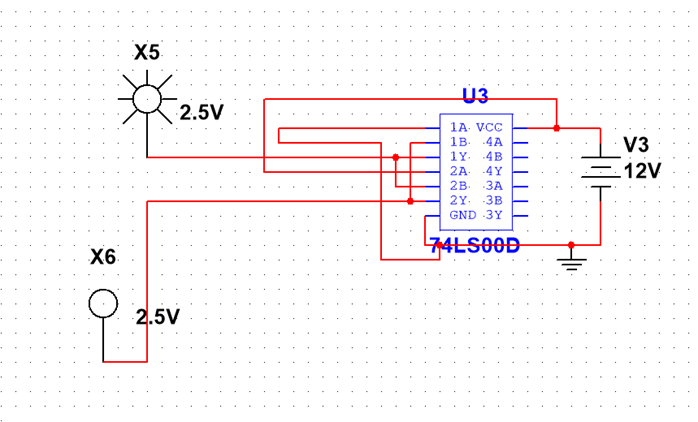 X5
2.5V
U3
1A VCC
1B 4A
1Y 4B
2A 4Y
2B 3A
2Y 3B
GND 3Y
74LS00D
V3
12V
X6
2.5V